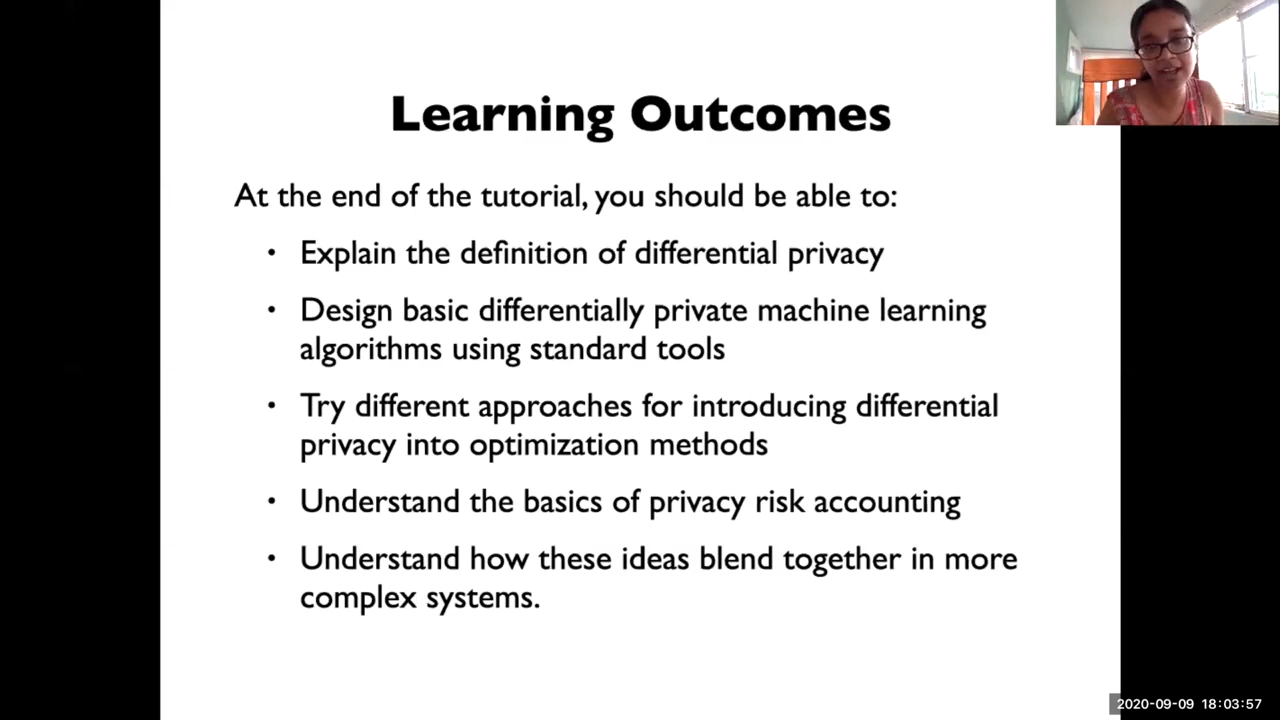 Learning Outcomes
At the end of the tutorial, you should be able to:
• Explain the definition of differential privacy
• Design basic differentially private machine learning
algorithms using standard tools
• Try different approaches for introducing differential
privacy into optimization methods
• Understand the basics of privacy risk accounting
• Understand how these ideas blend together in more
complex systems.
2020-09-09 18:03:57